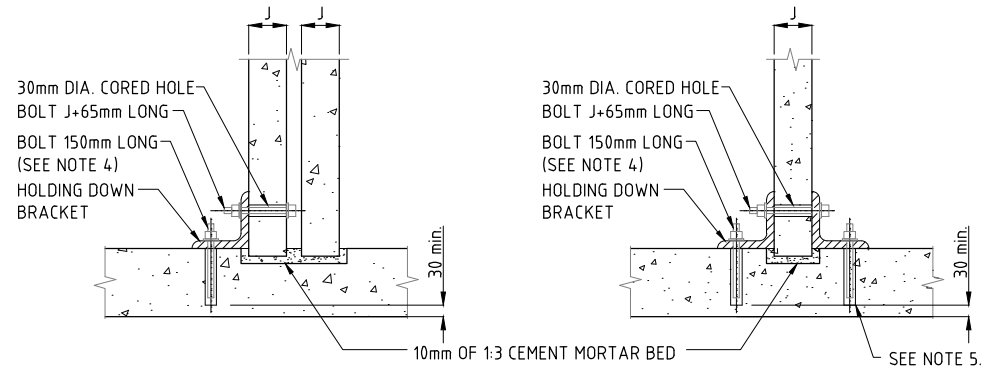 J
J
30mm DIA. CORED HOLE
BOLT J+65mm LONG
BOLT 150mm LONG
(SEE NOTE 4)
HOLDING DOWN
BRACKET
30 min.
J
30mm DIA. CORED HOLE
BOLT J+65mm LONG
BOLT 150mm LONG
(SEE NOTE 4)
HOLDING DOWN
BRACKET
30 min.
10mm OF 1:3 CEMENT MORTAR BED
SEE NOTE 5.